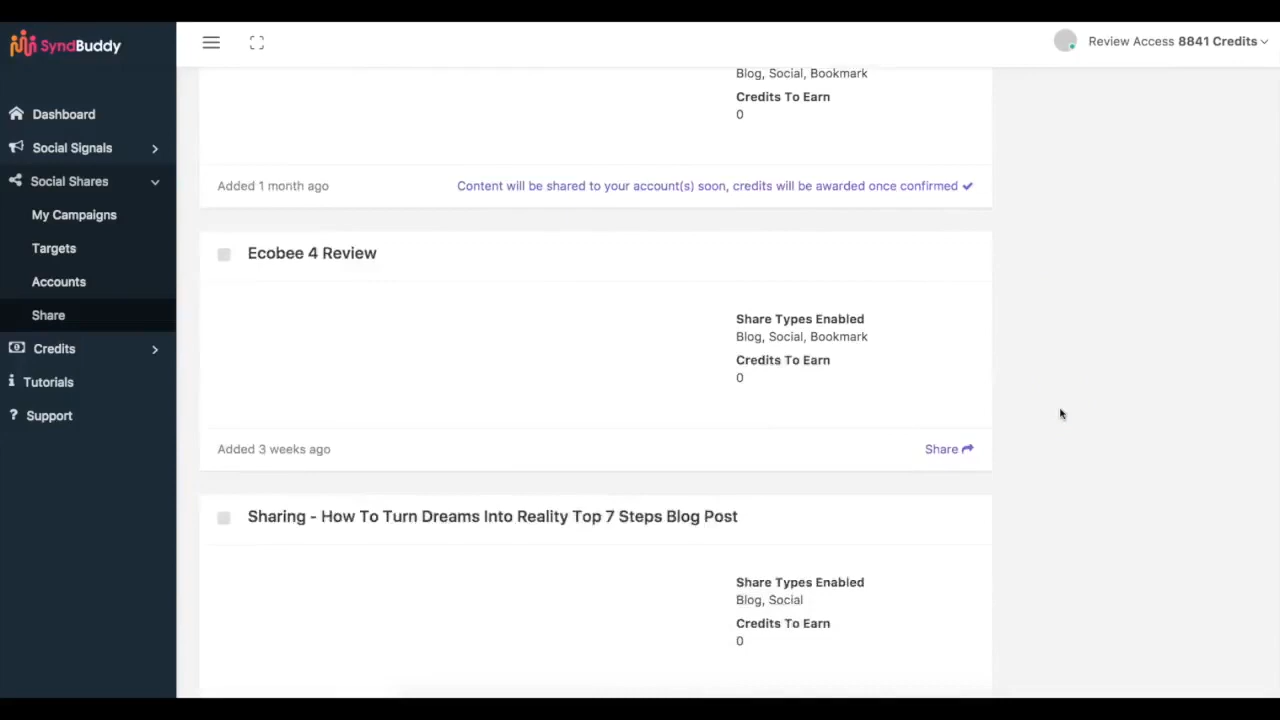 SyndBuddy
Review Access 8841 Credits
Dashboard
Social Signals
Social Shares
My Campaigns
Targets
Accounts
Share
Credits
Tutorials
Support
Blog, Social, Bookmark
Credits To Earn
0
Added 1 month ago
Content will be shared to your account(s) soon, credits will be awarded once confirmed
Ecobee 4 Review
Share Types Enabled
Blog, Social, Bookmark
Credits To Earn
0
Added 3 weeks ago
Share
Sharing - How To Turn Dreams Into Reality Top 7 Steps Blog Post
Share Types Enabled
Blog, Social
Credits To Earn
0